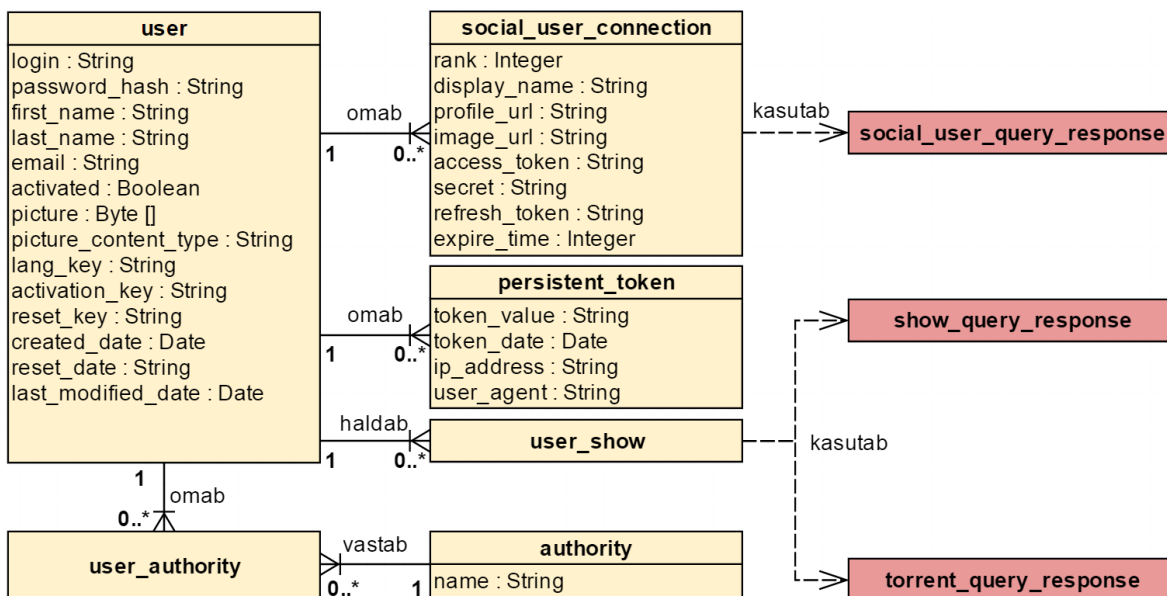 user
login : String
password_hash : String
first_name : String
last_name : String
email : String
activated : Boolean
picture : Byte []
picture_content_type : String
lang_key : String
activation_key : String
reset_key : String
created_date : Date
reset_date : String
last_modified_date : Date
omab
1
0..*
social_user_connection
rank : Integer
display_name : String
profile_url : String
image_url : String
access_token : String
secret : String
refresh_token : String
expire_time : Integer
kasutab
social_user_query_response
omab
1
0..*
persistent_token
token_value : String
token_date : Date
ip_address : String
user_agent : String
haldab
1
0..*
user_show
kasutab
show_query_response
torrent_query_response
1
omab
0..*
user_authority
vastab
0..*
1
authority
name : String